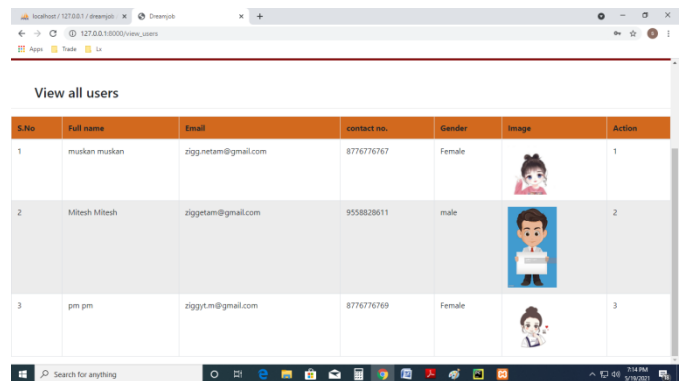 localhost / 127.0.0.1 / dreamjob
Dreamjob
127.0.0.1:8000/view_users
Apps Trade Ls
View all users
S.No Full name Email contact no. Gender Image Action
1 muskan muskan zigg.netam@gmail.com 8776776767 Female 1
2 Mitesh Mitesh ziggetam@gmail.com 9558828611 male 2
3 pm pm ziggyt.m@gmail.com 8776776769 Female 3
Search for anything
7:14 PM
5/19/2021